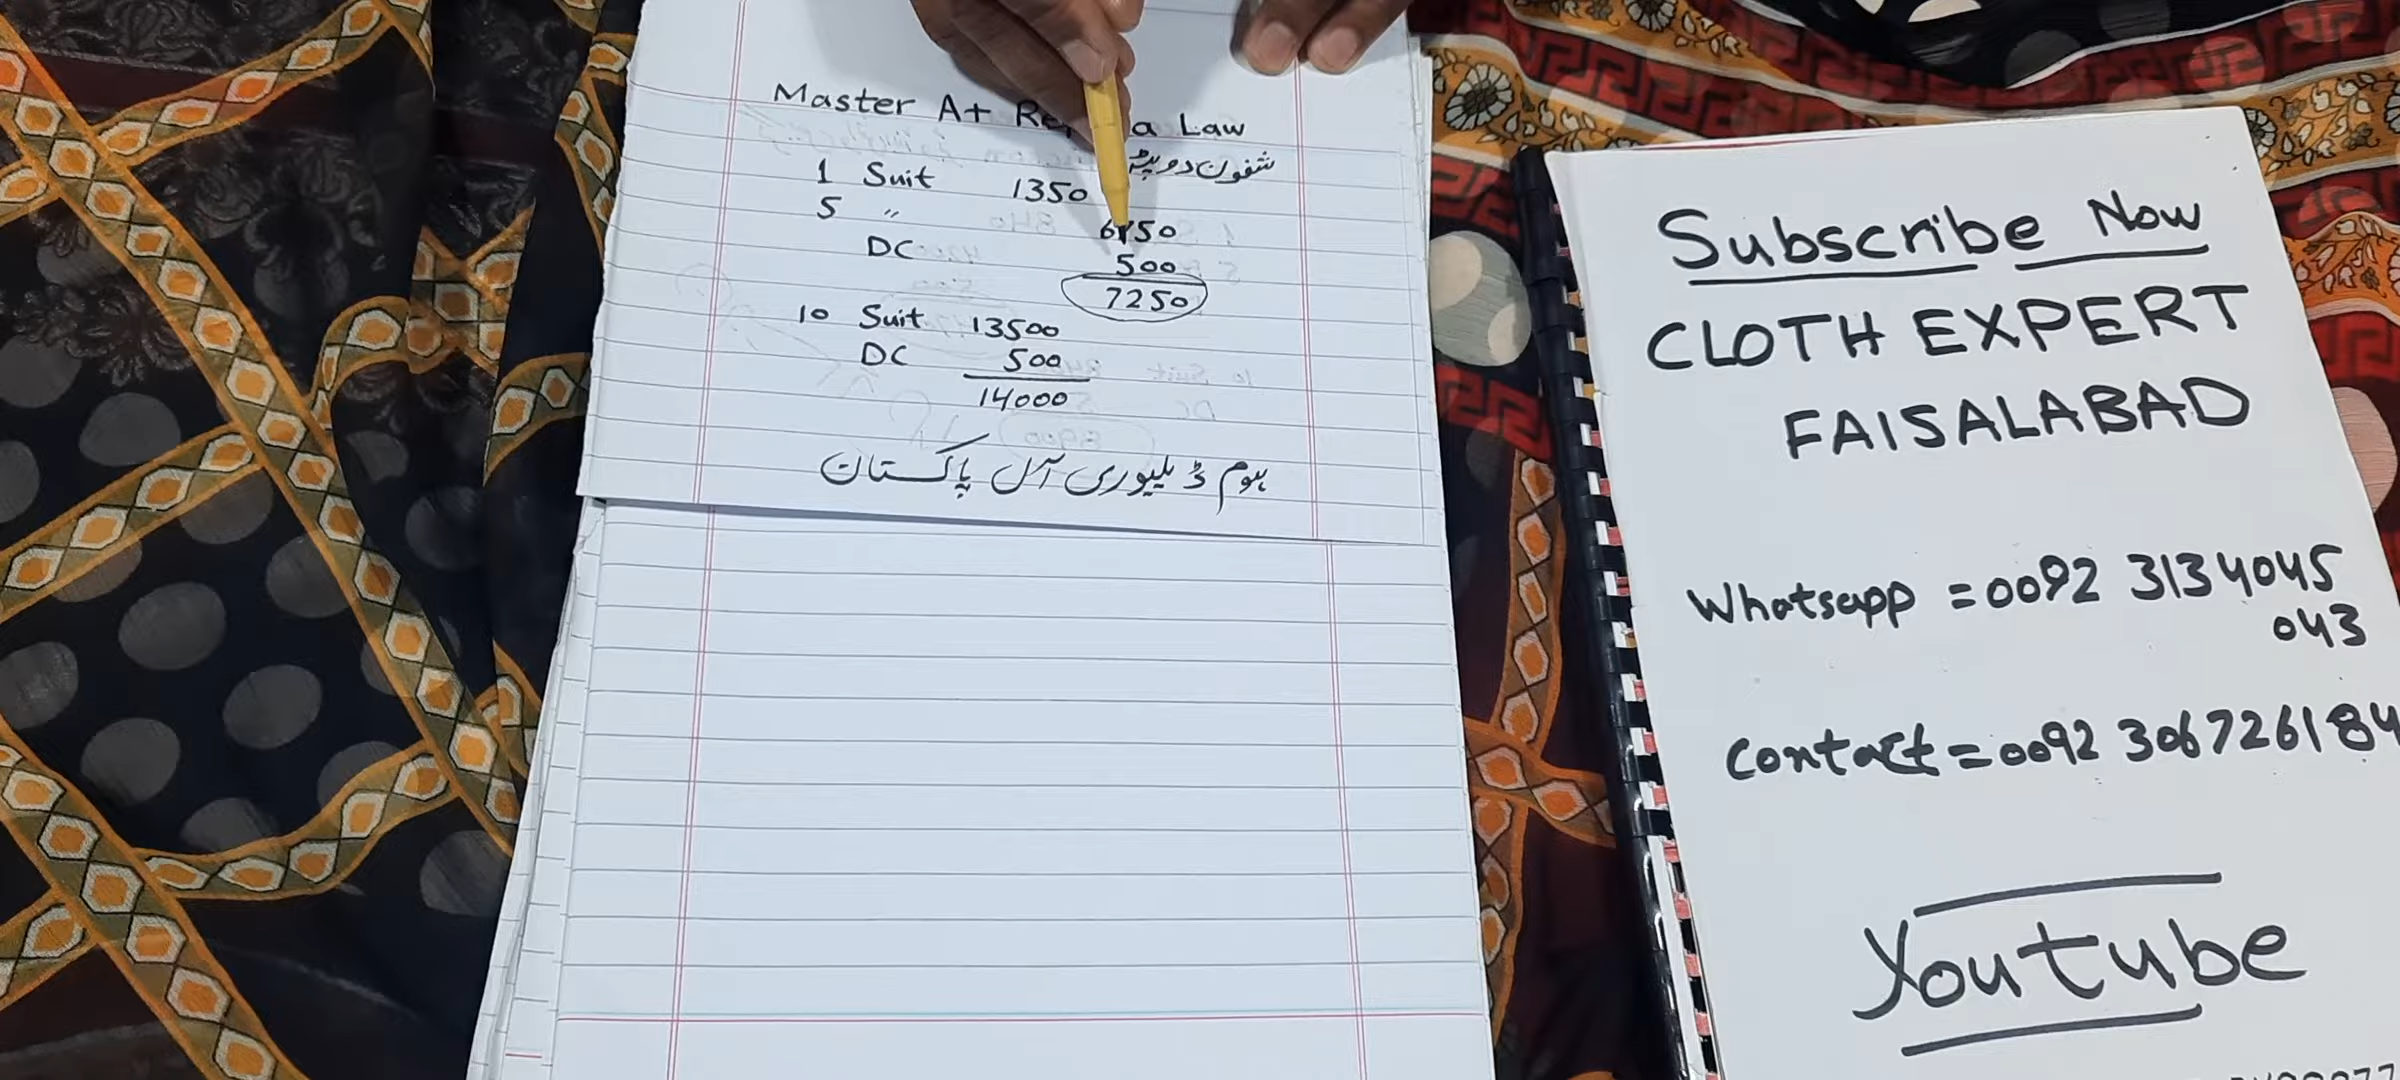 Master A+ Law
شفون دوپٹہ
1 Suit 1350
5 〃 6750
DC 500
7250
10 Suit 13500
DC 500
14000
ہوم ڈیلیوری آل پاکستان
Subscribe Now
CLOTH EXPERT
FAISALABAD
Whatsapp = 0092 3134045
043
Contact = 0092 306726184
Youtube